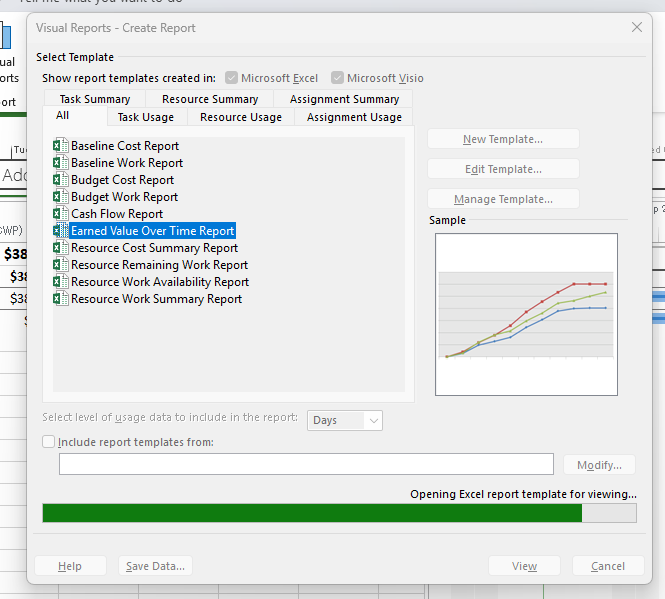 Tell me what you want to do
Visual Reports - Create Report
Select Template
Show report templates created in: Microsoft Excel Microsoft Visio
Task Summary Resource Summary Assignment Summary
All Task Usage Resource Usage Assignment Usage
Baseline Cost Report
Baseline Work Report
Budget Cost Report
Budget Work Report
Cash Flow Report
Earned Value Over Time Report
Resource Cost Summary Report
Resource Remaining Work Report
Resource Work Availability Report
Resource Work Summary Report
New Template...
Edit Template...
Manage Template...
Sample
Select level of usage data to include in the report: Days
Include report templates from:
Modify...
Opening Excel report template for viewing...
Help Save Data... View Cancel
ual
orts
ort
Tu
Add
CWP)
$38
$38
$38
$